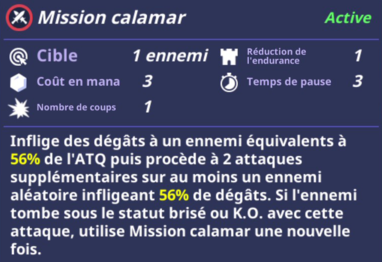 Mission calamar Active
Cible 1 ennemi Réduction de l'endurance 1
Coût en mana 3 Temps de pause 3
Nombre de coups 1
Inflige des dégâts à un ennemi équivalents à
56% de l'ATQ puis procède à 2 attaques
supplémentaires sur au moins un ennemi
aléatoire infligeant 56% de dégâts. Si l'ennemi
tombe sous le statut brisé ou K.O. avec cette
attaque, utilise Mission calamar une nouvelle
fois.